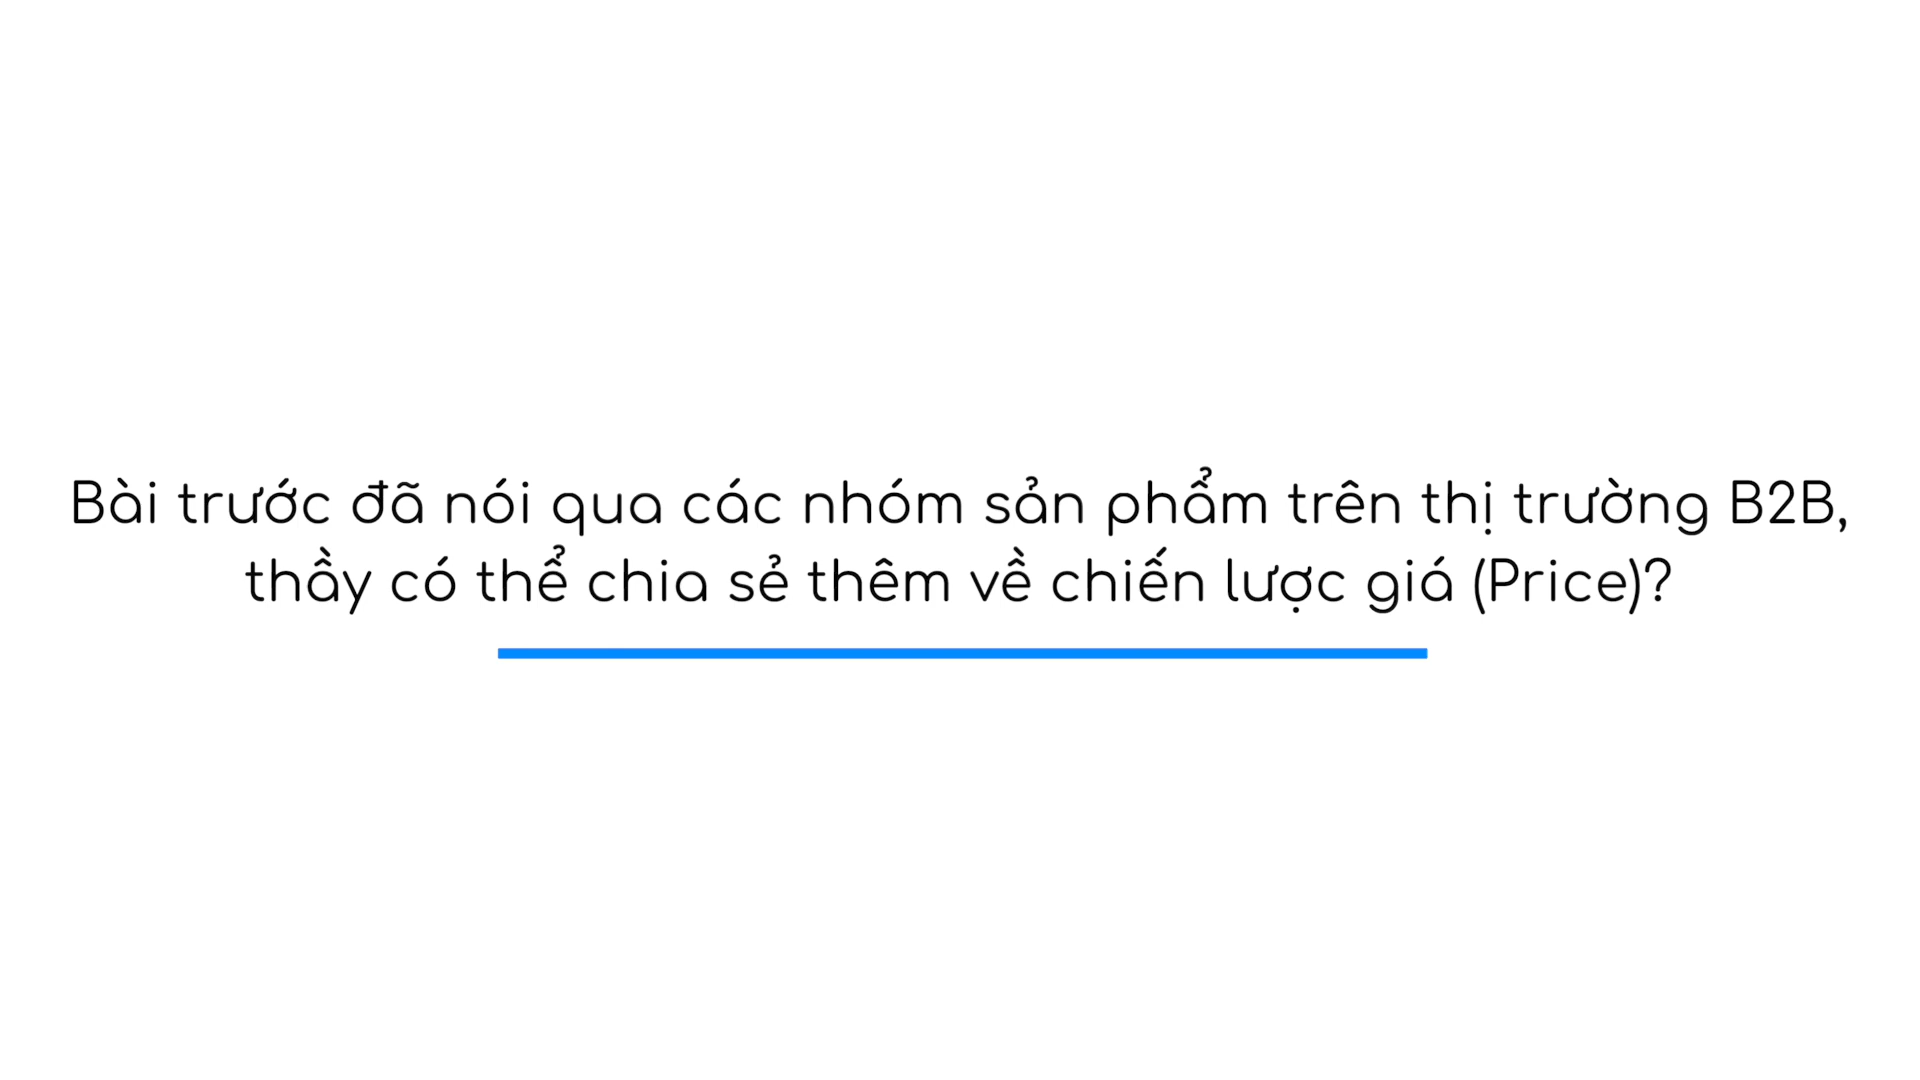 Bài trước đã nói qua các nhóm sản phẩm trên thị trường B2B,
thầy có thể chia sẻ thêm về chiến lược giá (Price)?